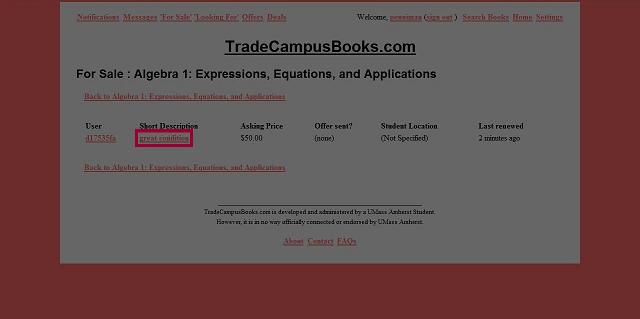 Notifications Messages 'For Sale' 'Looking For' Offers Deals Welcome, penniman (sign out ) Search Books Home Settings
TradeCampusBooks.com
For Sale : Algebra 1: Expressions, Equations, and Applications
Back to Algebra 1: Expressions, Equations, and Applications
User Short Description Asking Price Offer sent? Student Location Last renewed
d17535fa great condition $50.00 (none) (Not Specified) 2 minutes ago
Back to Algebra 1: Expressions, Equations, and Applications
TradeCampusBooks.com is developed and administered by a UMass Amherst Student.
However, it is in no way officially connected or endorsed by UMass Amherst.
About Contact FAQs